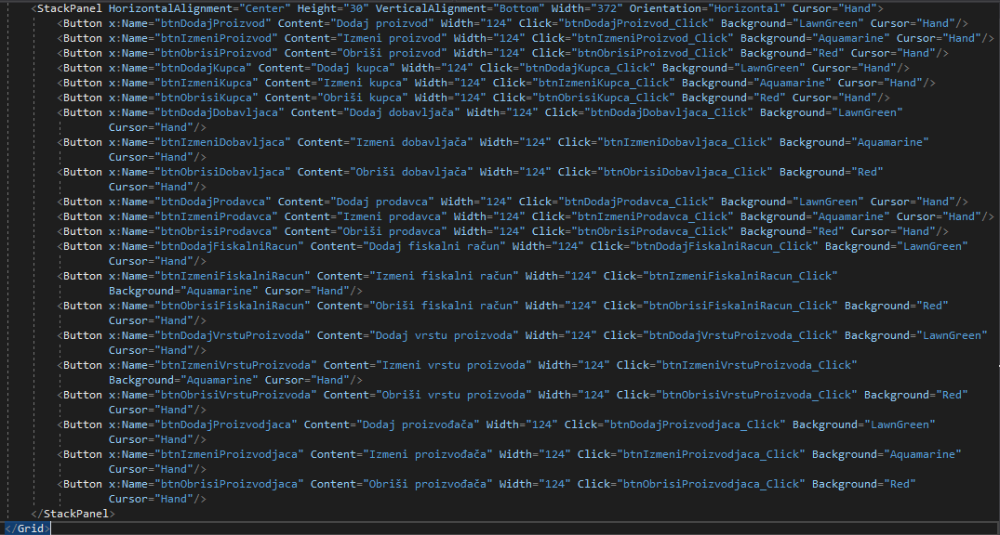 <StackPanel HorizontalAlignment="Center" Height="30" VerticalAlignment="Bottom" Width="372" Orientation="Horizontal" Cursor="Hand">
<Button x:Name="btnDodajProizvod" Content="Dodaj proizvod" Width="124" Click="btnDodajProizvod_Click" Background="LawnGreen" Cursor="Hand"/>
<Button x:Name="btnIzmeniProizvod" Content="Izmeni proizvod" Width="124" Click="btnIzmeniProizvod_Click" Background="Aquamarine" Cursor="Hand"/>
<Button x:Name="btnObrisiProizvod" Content="Obriši proizvod" Width="124" Click="btnObrisiProizvod_Click" Background="Red" Cursor="Hand"/>
<Button x:Name="btnDodajKupca" Content="Dodaj kupca" Width="124" Click="btnDodajKupca_Click" Background="LawnGreen" Cursor="Hand"/>
<Button x:Name="btnIzmeniKupca" Content="Izmeni kupca" Width="124" Click="btnIzmeniKupca_Click" Background="Aquamarine" Cursor="Hand"/>
<Button x:Name="btnObrisiKupca" Content="Obriši kupca" Width="124" Click="btnObrisiKupca_Click" Background="Red" Cursor="Hand"/>
<Button x:Name="btnDodajDobavljaca" Content="Dodaj dobavljača" Width="124" Click="btnDodajDobavljaca_Click" Background="LawnGreen"
Cursor="Hand"/>
<Button x:Name="btnIzmeniDobavljaca" Content="Izmeni dobavljača" Width="124" Click="btnIzmeniDobavljaca_Click" Background="Aquamarine"
Cursor="Hand"/>
<Button x:Name="btnObrisiDobavljaca" Content="Obriši dobavljača" Width="124" Click="btnObrisiDobavljaca_Click" Background="Red"
Cursor="Hand"/>
<Button x:Name="btnDodajProdavca" Content="Dodaj prodavca" Width="124" Click="btnDodajProdavca_Click" Background="LawnGreen" Cursor="Hand"/>
<Button x:Name="btnIzmeniProdavca" Content="Izmeni prodavca" Width="124" Click="btnIzmeniProdavca_Click" Background="Aquamarine" Cursor="Hand"/>
<Button x:Name="btnObrisiProdavca" Content="Obriši prodavca" Width="124" Click="btnObrisiProdavca_Click" Background="Red" Cursor="Hand"/>
<Button x:Name="btnDodajFiskalniRacun" Content="Dodaj fiskalni račun" Width="124" Click="btnDodajFiskalniRacun_Click" Background="LawnGreen"
Cursor="Hand"/>
<Button x:Name="btnIzmeniFiskalniRacun" Content="Izmeni fiskalni račun" Width="124" Click="btnIzmeniFiskalniRacun_Click"
Background="Aquamarine" Cursor="Hand"/>
<Button x:Name="btnObrisiFiskalniRacun" Content="Obriši fiskalni račun" Width="124" Click="btnObrisiFiskalniRacun_Click" Background="Red"
Cursor="Hand"/>
<Button x:Name="btnDodajVrstuProizvoda" Content="Dodaj vrstu proizvoda" Width="124" Click="btnDodajVrstuProizvoda_Click" Background="LawnGreen"
Cursor="Hand"/>
<Button x:Name="btnIzmeniVrstuProizvoda" Content="Izmeni vrstu proizvoda" Width="124" Click="btnIzmeniVrstuProizvoda_Click"
Background="Aquamarine" Cursor="Hand"/>
<Button x:Name="btnObrisiVrstuProizvoda" Content="Obriši vrstu proizvoda" Width="124" Click="btnObrisiVrstuProizvoda_Click" Background="Red"
Cursor="Hand"/>
<Button x:Name="btnDodajProizvodjaca" Content="Dodaj proizvođača" Width="124" Click="btnDodajProizvodjaca_Click" Background="LawnGreen"
Cursor="Hand"/>
<Button x:Name="btnIzmeniProizvodjaca" Content="Izmeni proizvođača" Width="124" Click="btnIzmeniProizvodjaca_Click" Background="Aquamarine"
Cursor="Hand"/>
<Button x:Name="btnObrisiProizvodjaca" Content="Obriši proizvođača" Width="124" Click="btnObrisiProizvodjaca_Click" Background="Red"
Cursor="Hand"/>
</StackPanel>
</Grid>